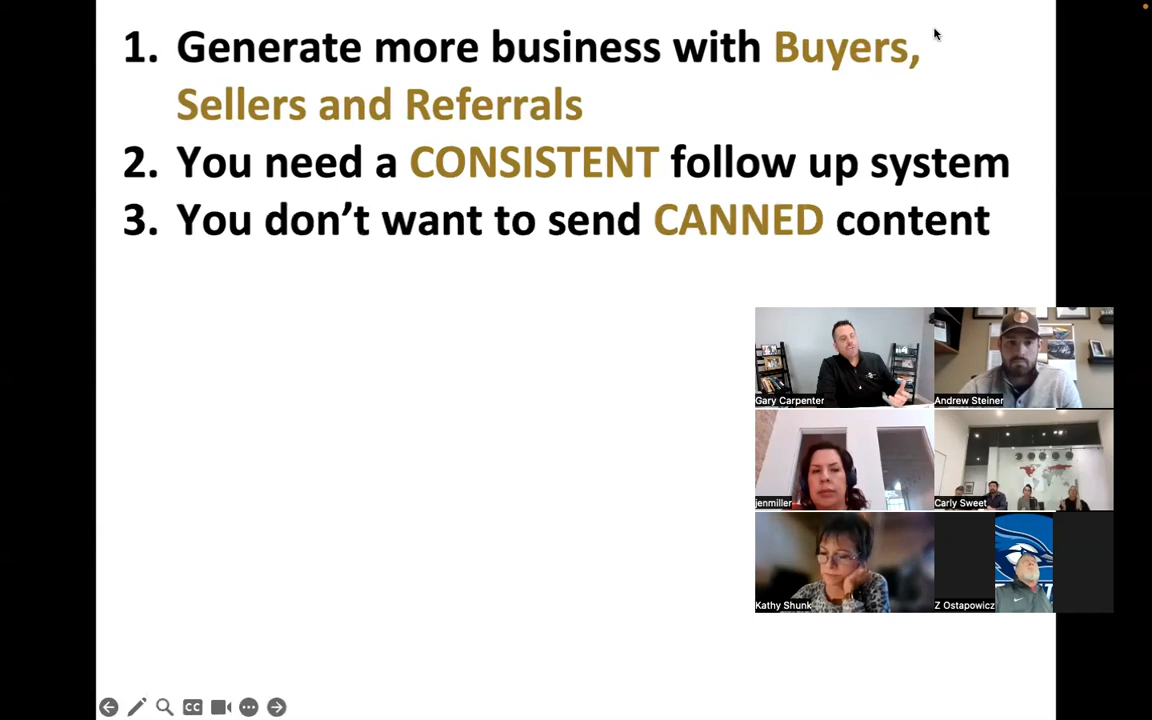 1. Generate more business with Buyers,
Sellers and Referrals
2. You need a CONSISTENT follow up system
3. You don’t want to send CANNED content
Gary Carpenter
Andrew Steiner
jenmiller
Carly Sweet
Kathy Shunk
Z Ostapowicz
CC